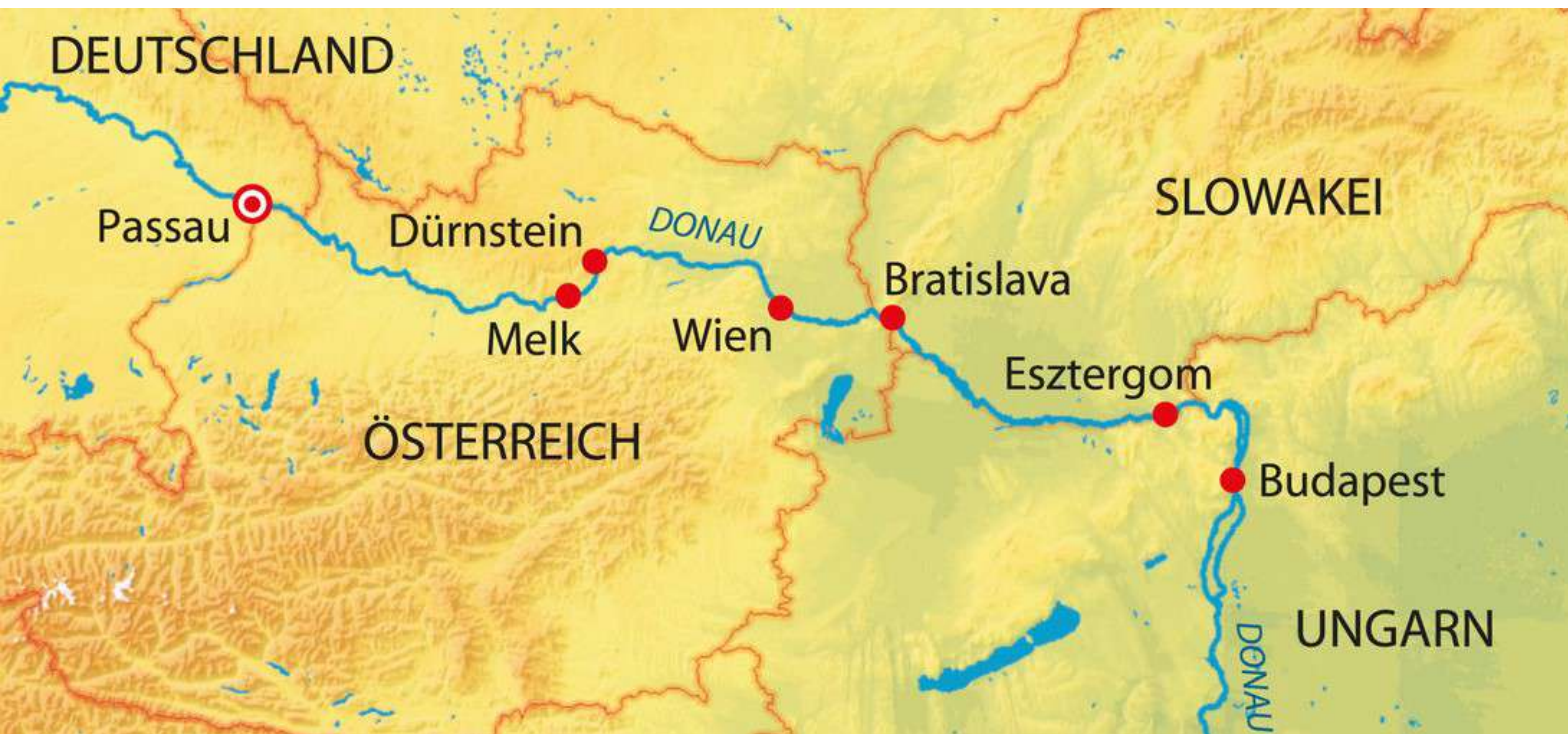 DEUTSCHLAND
Passau
Dürnstein
DONAU
SLOWAKEI
Melk
Wien
Bratislava
Esztergom
ÖSTERREICH
Budapest
UNGARN
DONAU